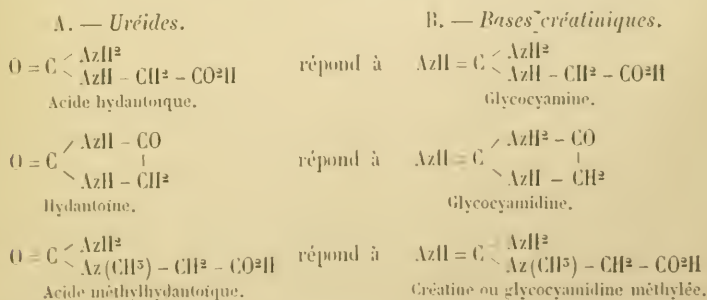 A. — Uréides. B. — Bases créatiniques.
AzH² AzH²
O = C répond à AzH = C
AzH – CH² – CO²H AzH – CH² – CO²H
Acide hydantoïque. Glycocyamine.
AzH – CO AzH² – CO
O = C répond à AzH = C
AzH – CH² AzH – CH²
Hydantoïne. Glycocyamidine.
AzH² AzH²
O = C répond à AzH = C
Az(CH³) – CH² – CO²H Az(CH³) – CH² – CO²H
Acide méthylhydantoïque. Créatine ou glycocyamidine méthylée.